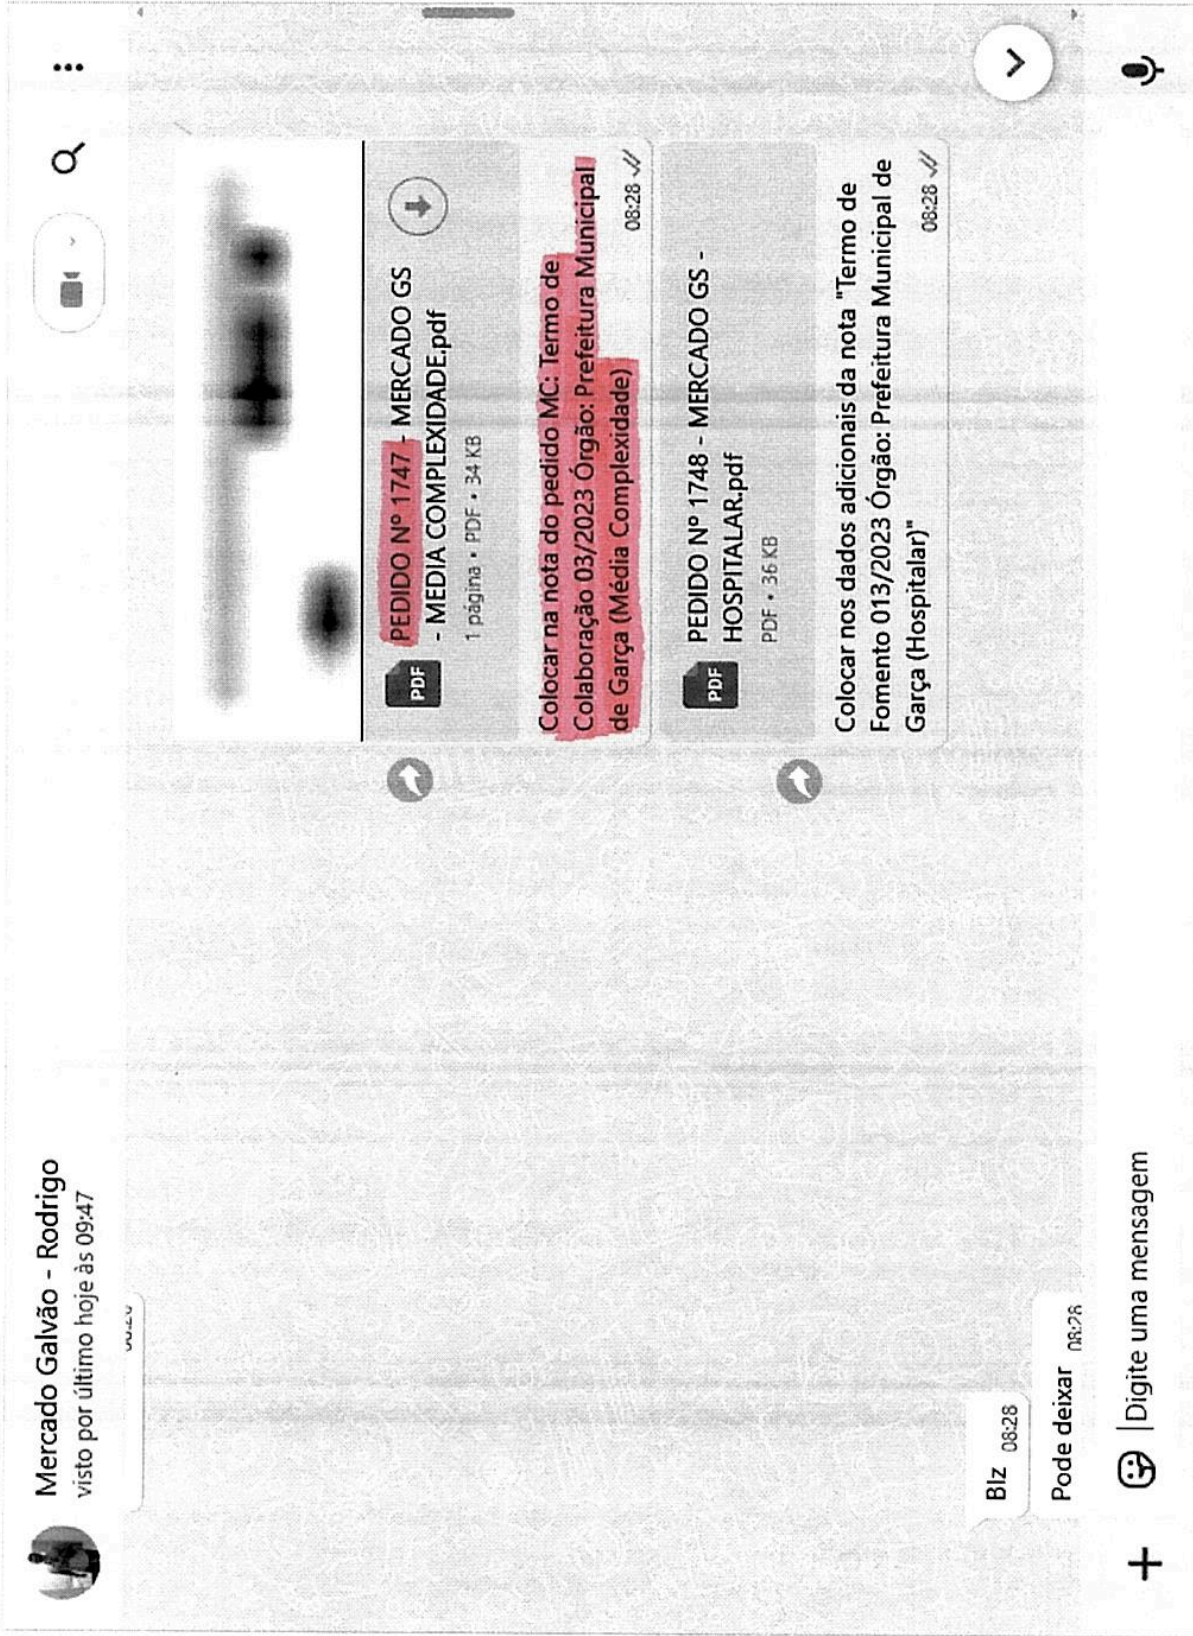 Mercado Galvão - Rodrigo
visto por último hoje às 09:47
PDF
PEDIDO Nº 1747 - MERCADO GS
- MEDIA COMPLEXIDADE.pdf
1 página • PDF • 34 KB
Colocar na nota do pedido MC: Termo de
Colaboração 03/2023 Órgão: Prefeitura Municipal
de Garça (Média Complexidade)
08:28
PDF
PEDIDO Nº 1748 - MERCADO GS -
HOSPITALAR.pdf
PDF • 36 KB
Colocar nos dados adicionais da nota "Termo de
Fomento 013/2023 Órgão: Prefeitura Municipal de
Garça (Hospitalar)"
08:28
Blz 08:28
Pode deixar 08:28
Digite uma mensagem